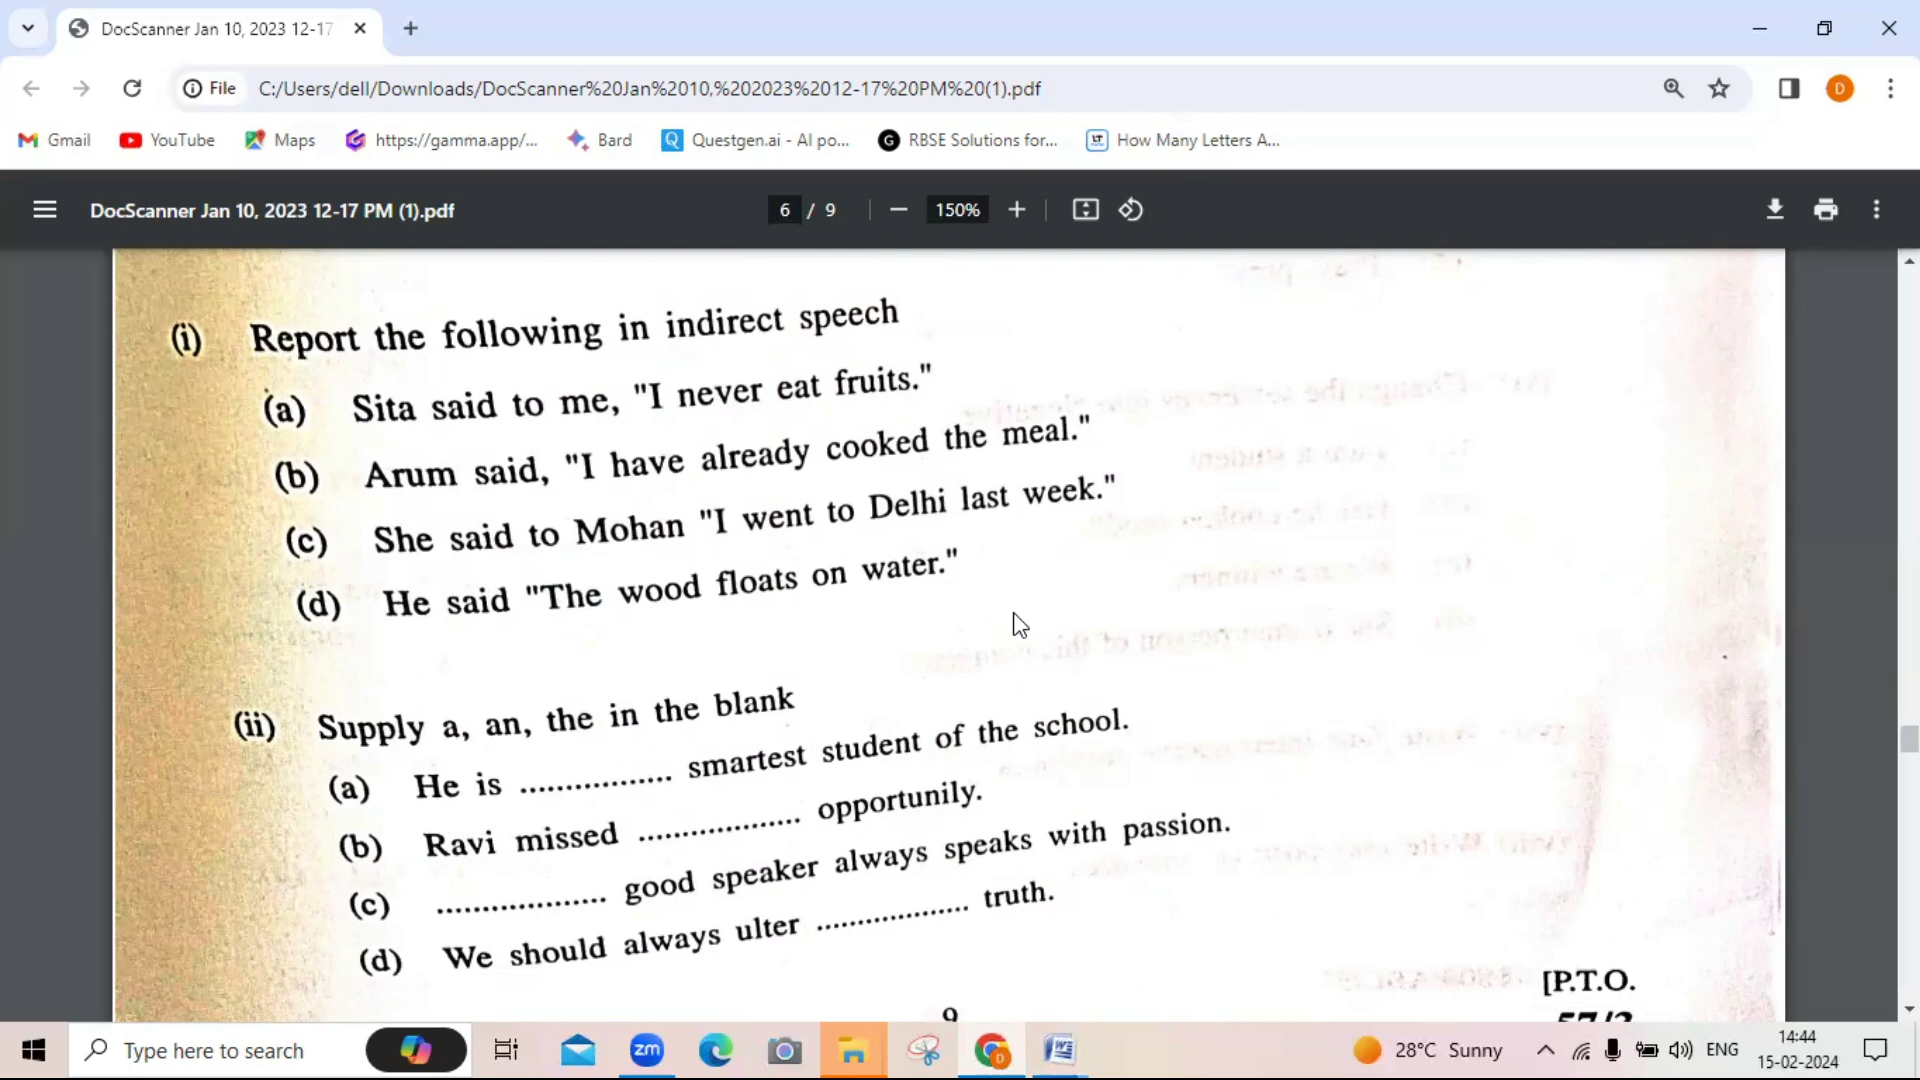 DocScanner Jan 10, 2023 12-17
File
C:/Users/dell/Downloads/DocScanner%20Jan%2010,%202023%2012-17%20PM%20(1).pdf
D
Gmail YouTube Maps https://gamma.app/... Bard Questgen.ai - AI po... RBSE Solutions for... How Many Letters A...
DocScanner Jan 10, 2023 12-17 PM (1).pdf
6 / 9
150%
(i) Report the following in indirect speech
(a) Sita said to me, "I never eat fruits."
(b) Arum said, "I have already cooked the meal."
(c) She said to Mohan "I went to Delhi last week."
(d) He said "The wood floats on water."
(ii) Supply a, an, the in the blank
(a) He is ................ smartest student of the school.
(b) Ravi missed .................. opportunily.
(c) .................. good speaker always speaks with passion.
(d) We should always ulter .................. truth.
[P.T.O.
9
57/3
Type here to search
zm
28°C Sunny
ENG
14:44
15-02-2024